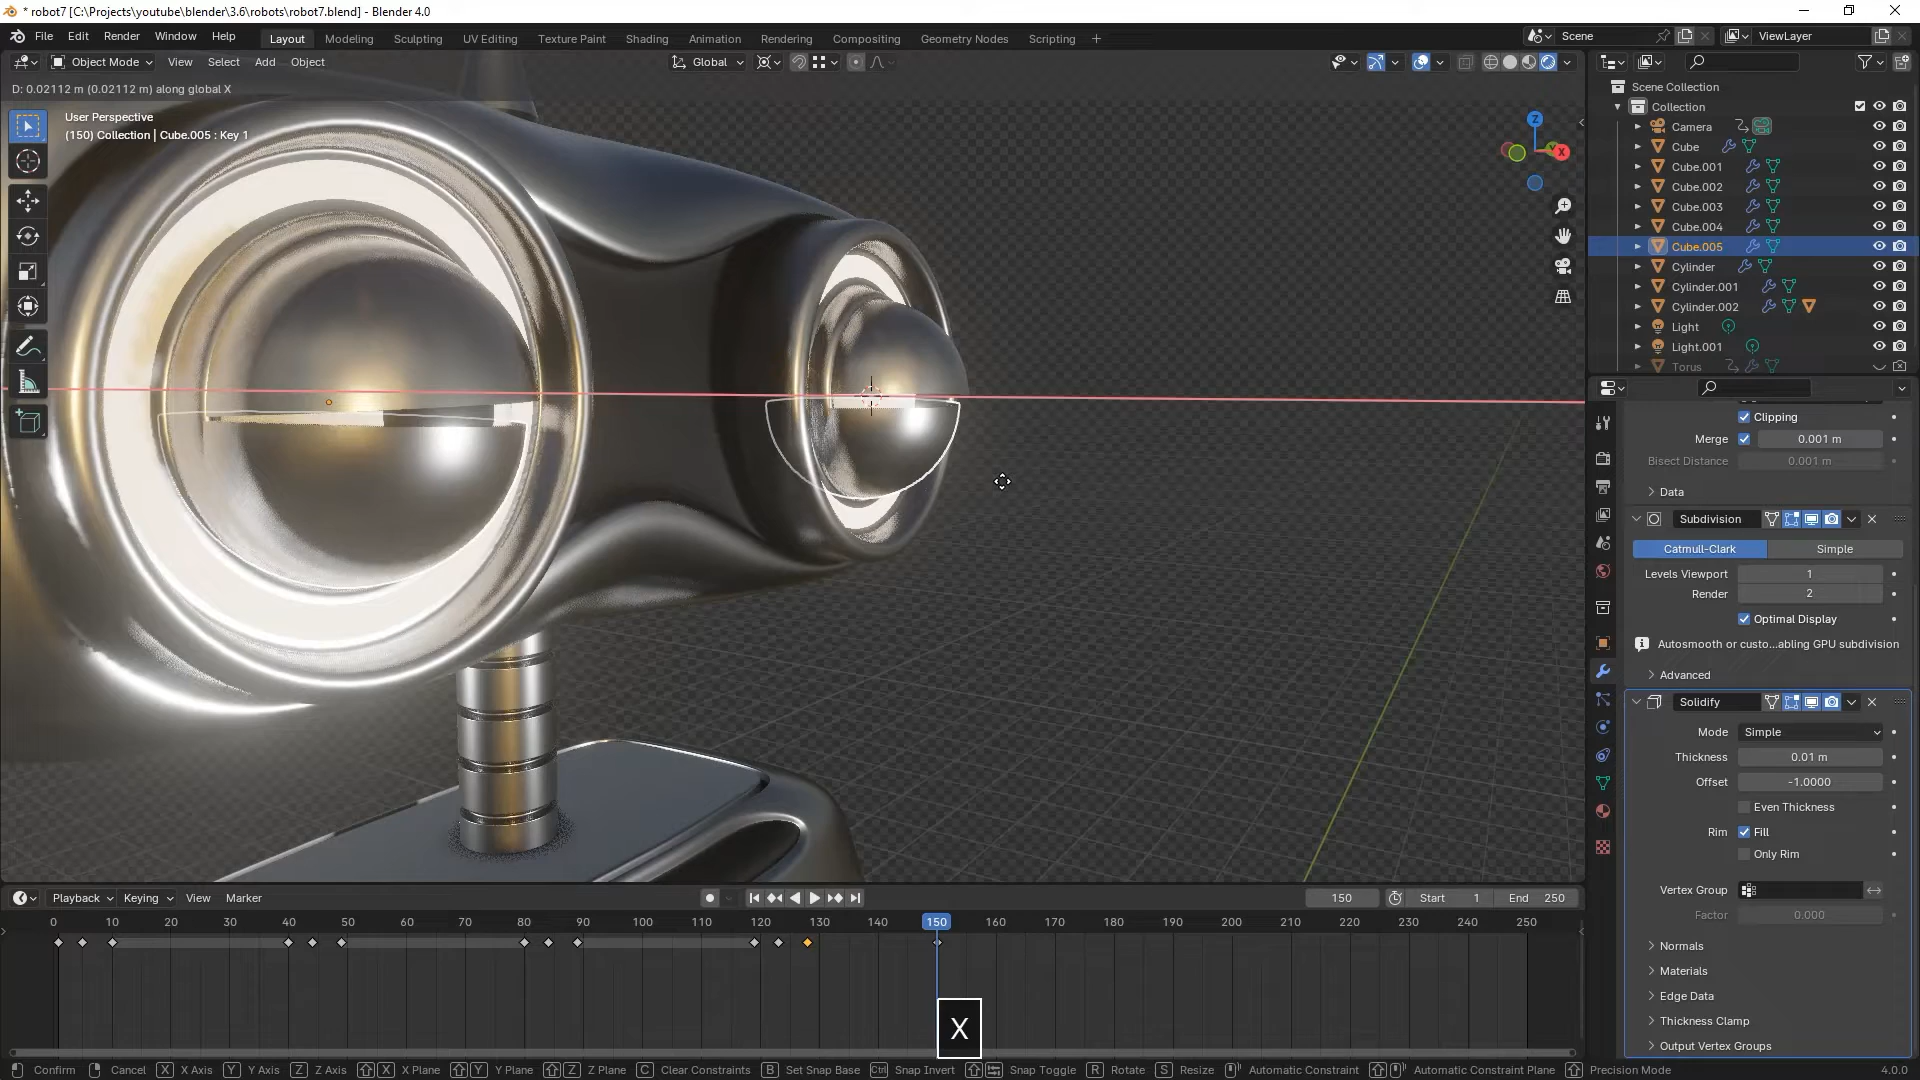 * robot7 [C:\Projects\youtube\blender\3.6\robots\robot7.blend] - Blender 4.0
File Edit Render Window Help
Layout Modeling Sculpting UV Editing Texture Paint Shading Animation Rendering Compositing Geometry Nodes Scripting +
Scene ViewLayer
Object Mode View Select Add Object Global
D: 0.02112 m (0.02112 m) along global X
User Perspective
(150) Collection | Cube.005 : Key 1
Z
X
Scene Collection
Collection
Camera
Cube
Cube.001
Cube.002
Cube.003
Cube.004
Cube.005
Cylinder
Cylinder.001
Cylinder.002
Light
Light.001
Torus
Clipping
Merge 0.001 m
Bisect Distance 0.001 m
Data
Subdivision
Catmull-Clark Simple
Levels Viewport 1
Render 2
Optimal Display
Autosmooth or custo...abling GPU subdivision
Advanced
Solidify
Mode Simple
Thickness 0.01 m
Offset -1.0000
Even Thickness
Rim Fill
Only Rim
Vertex Group
Factor 0.000
Normals
Materials
Edge Data
Thickness Clamp
Output Vertex Groups
Playback Keying View Marker 150 Start 1 End 250
0 10 20 30 40 50 60 70 80 90 100 110 120 130 140 150 160 170 180 190 200 210 220 230 240 250
X
Confirm Cancel X X Axis Y Y Axis Z Z Axis X X Plane Y Y Plane Z Z Plane C Clear Constraints B Set Snap Base Ctrl Snap Invert Snap Toggle R Rotate S Resize Automatic Constraint Automatic Constraint Plane Precision Mode 4.0.0